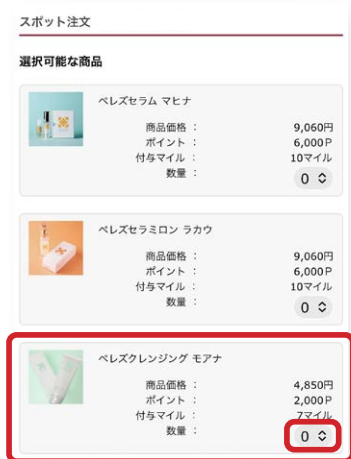 スポット注文
選択可能な商品
ペレズセラム マヒナ
商品価格 : 9,060円
ポイント : 6,000P
付与マイル : 10マイル
数量 : 0
ペレズセラミロン ラカウ
商品価格 : 9,060円
ポイント : 6,000P
付与マイル : 10マイル
数量 : 0
ペレズクレンジング モアナ
商品価格 : 4,850円
ポイント : 2,000P
付与マイル : 7マイル
数量 : 0